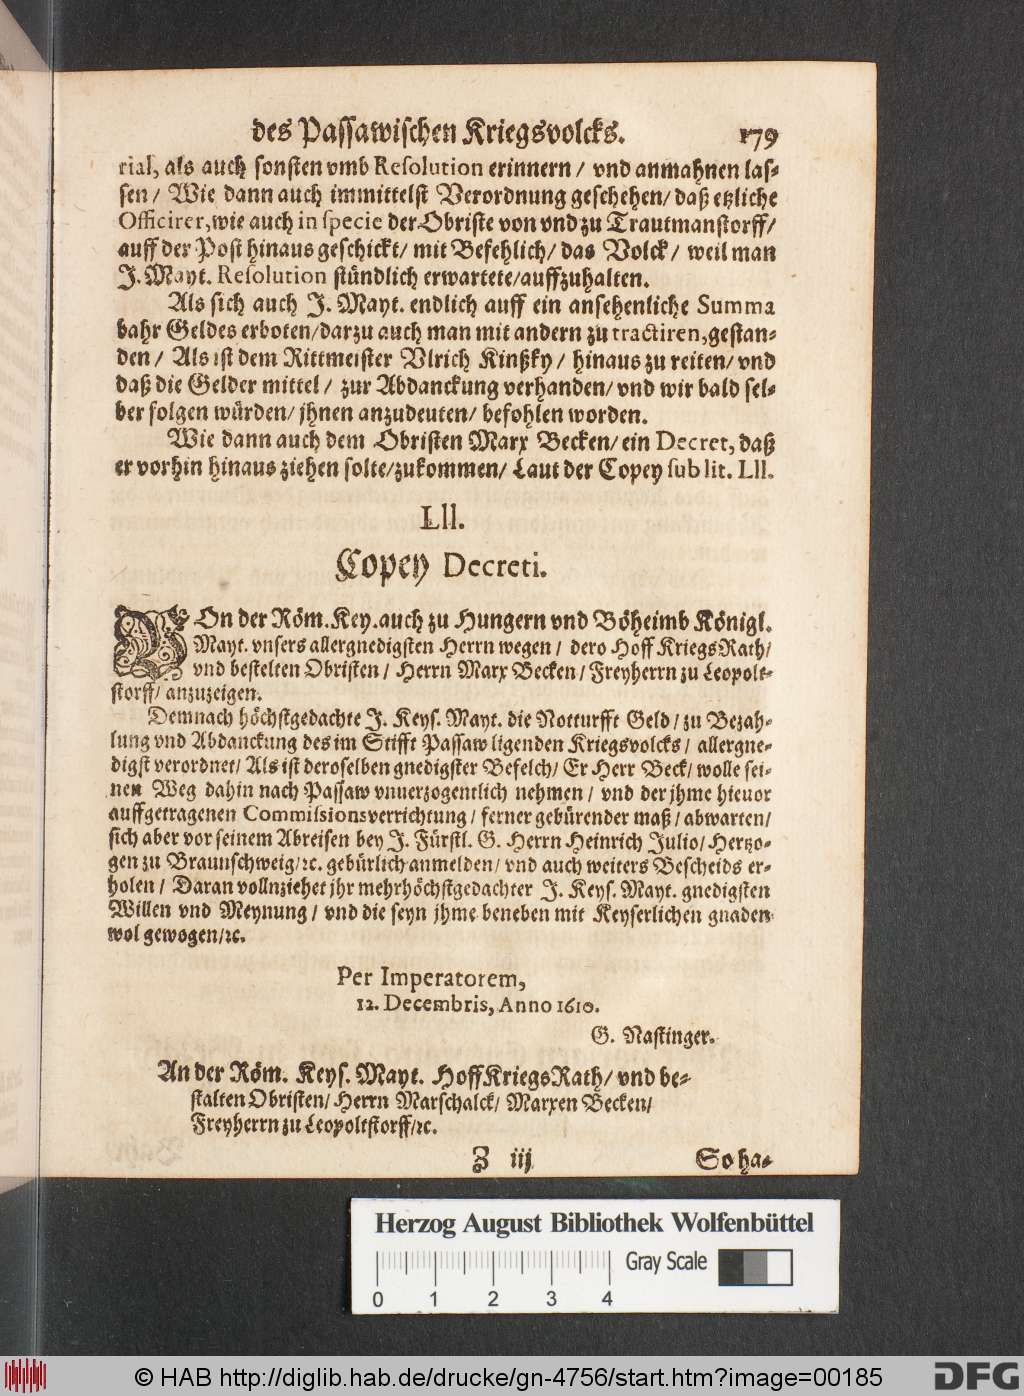 des Passawischen Kriegsvolcks. 179
rial, als auch sonsten vmb Resolution erinnern / vnd anmahnen las-
sen / Wie dann auch immittelst Verordnung geschehen / daß etzliche
Officirer, wie auch in specie der Obriste von vnd zu Trautmanstorff /
auff der Post hinaus geschickt / mit Befehlich / das Volck / weil man
J. Mayt. Resolution stündlich erwartete / auffzuhalten.
Als sich auch J. Mayt. endlich auff ein ansehenliche Summa
bahr Geldes erboten / darzu auch man mit andern zu tractiren, gestan-
den / Als ist dem Rittmeister Vlrich Kinßky / hinaus zu reiten / vnd
daß die Gelder mittel / zur Abdanckung verhanden / vnd wir bald sel-
ber folgen würden / jhnen anzudeuten / befohlen worden.
Wie dann auch dem Obristen Marx Becken / ein Decret, daß
er vorhin hinaus ziehen solte / zukommen / Laut der Copey sub lit. Lll.
Lll.
Copey Decreti.
VOn der Röm. Key. auch zu Hungern vnd Böheimb Königl.
Mayt. vnsers allergnedigsten Herrn wegen / dero Hoff KriegsRath /
vnd bestelten Obristen / Herrn Marx Becken / Freyherrn zu Leopolt-
storff / anzuzeigen.
Demnach höchstgedachte J. Keys. Mayt. die Notturfft Geld / zu Bezah-
lung vnd Abdanckung des im Stifft Passaw ligenden Kriegsvolcks / allergne-
digst verordnet / Als ist deroselben gnedigster Befelch / Er Herr Beck / wolle sei-
nen Weg dahin nach Passaw vnuerzogentlich nehmen / vnd der jhme hieuor
auffgetragenen Commissionsverrichtung / ferner gebürender maß / abwarten /
sich aber vor seinem Abreisen bey J. Fürstl. G. Herrn Heinrich Julio / Hertzo-
gen zu Braunschweig / ꝛc. gebürlich anmelden / vnd auch weiters Bescheids er-
holen / Daran vollnziehet jhr mehrhöchstgedachter J. Keys. Mayt. gnedigsten
Willen vnd Meynung / vnd die seyn jhme beneben mit Keyserlichen gnaden
wol gewogen / ꝛc.
Per Imperatorem,
12. Decembris, Anno 1610.
G. Nastinger.
An der Röm. Keys. Mayt. Hoff KriegsRath / vnd be-
stalten Obristen / Herrn Marschalck / Marxen Becken /
Freyherrn zu Leopoltstorff / ꝛc.
Z iij So ha-
Herzog August Bibliothek Wolfenbüttel
Gray Scale
0 1 2 3 4
© HAB http://diglib.hab.de/drucke/gn-4756/start.htm?image=00185
DFG